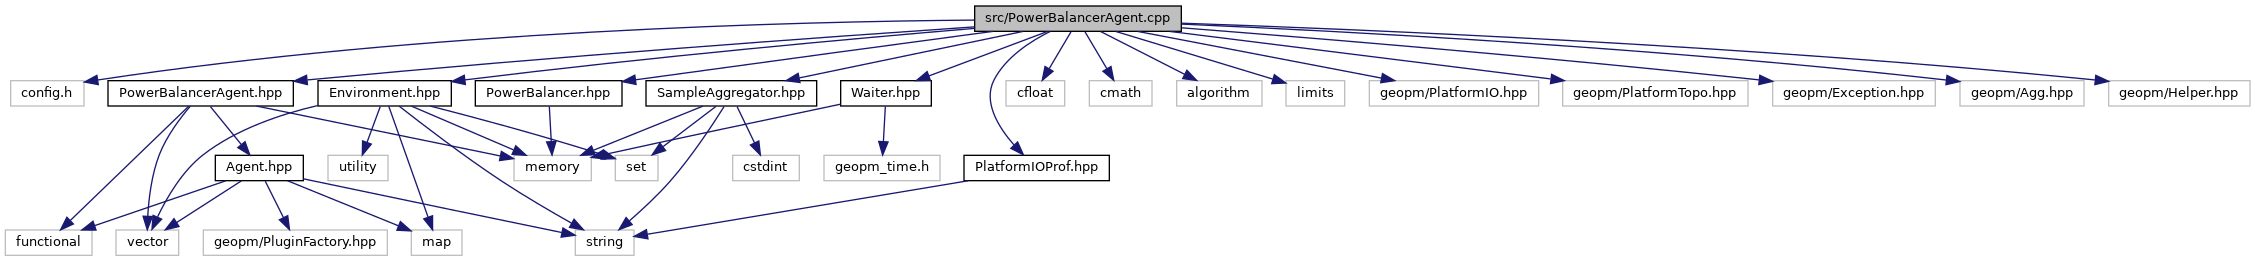 src/PowerBalancerAgent.cpp
config.h
PowerBalancerAgent.hpp
Environment.hpp
PowerBalancer.hpp
SampleAggregator.hpp
Waiter.hpp
cfloat
cmath
algorithm
limits
geopm/PlatformIO.hpp
geopm/PlatformTopo.hpp
geopm/Exception.hpp
geopm/Agg.hpp
geopm/Helper.hpp
Agent.hpp
utility
memory
set
cstdint
geopm_time.h
PlatformIOProf.hpp
functional
vector
geopm/PluginFactory.hpp
map
string